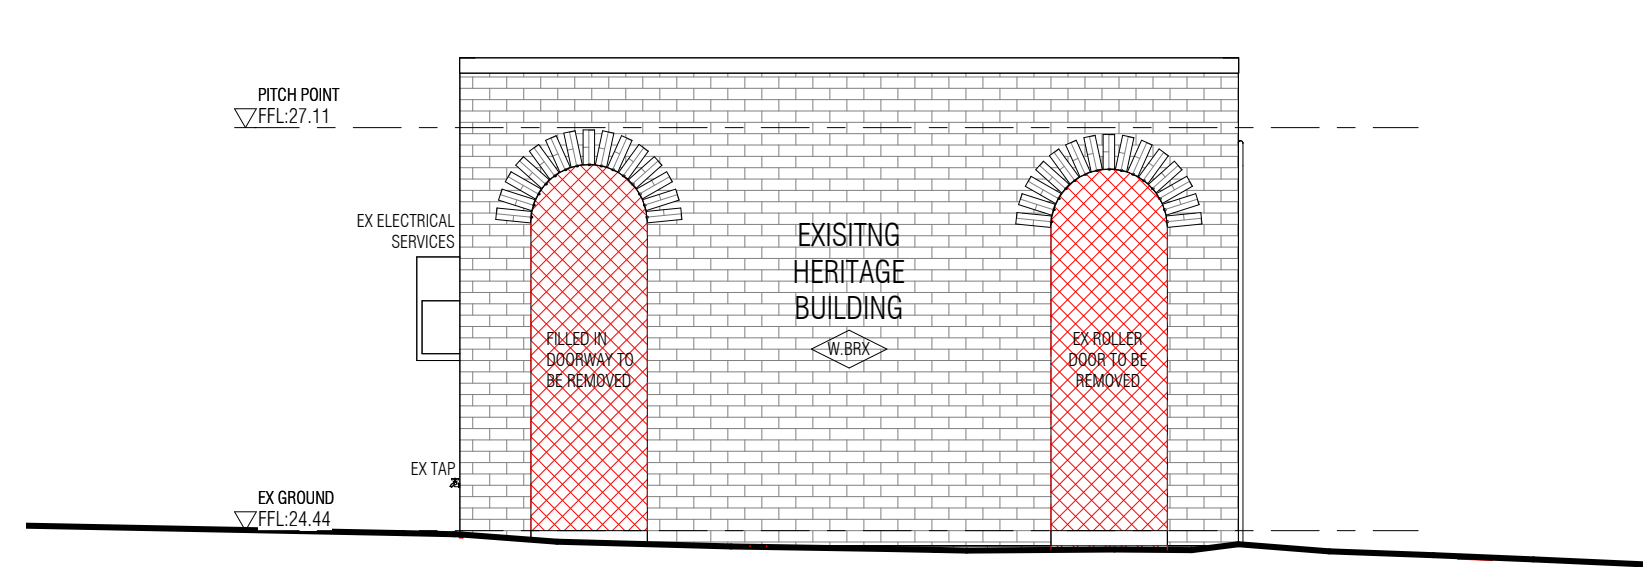 PITCH POINT
FFL:27.11
EX ELECTRICAL
SERVICES
EXISITNG
HERITAGE
BUILDING
W.BRX
FILLED IN
DOORWAY TO
BE REMOVED
EX ROLLER
DOOR TO BE
REMOVED
EX TAP
EX GROUND
FFL:24.44